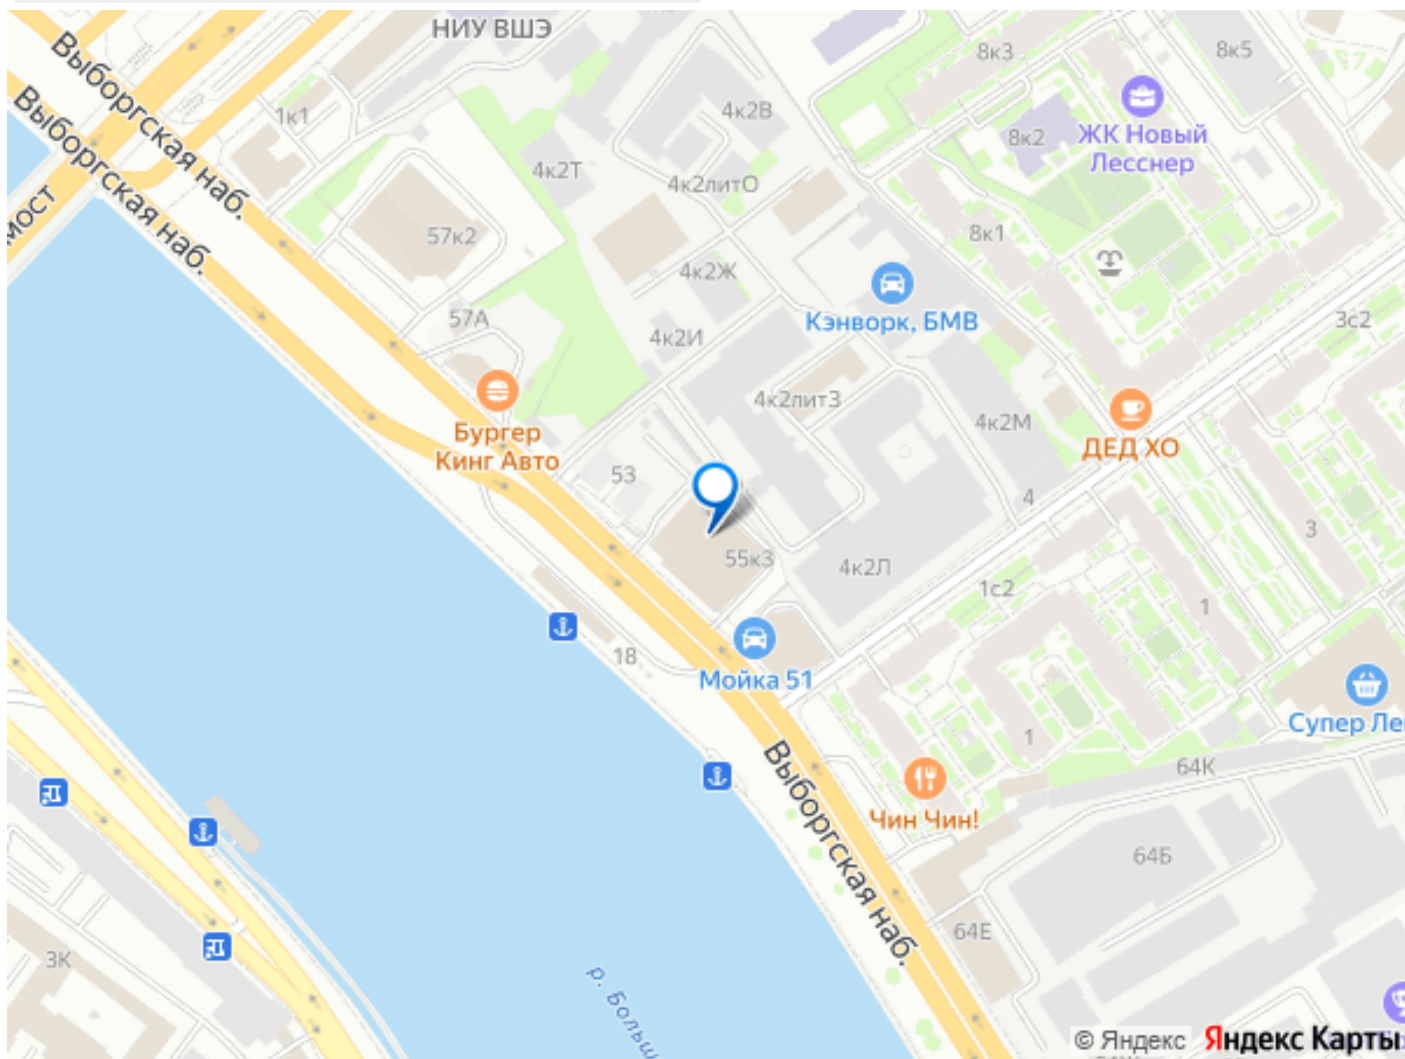 НИУ ВШЭ
8к3
8к5
Выборгская наб.
1к1
4к2В
8к2
ЖК Новый
Лесснер
Выборгская наб.
4к2Т
4к2литО
мост
57к2
8к1
4к2Ж
57А
4к2И
Кэнворк, БМВ
3с2
4к2литЗ
4к2М
Бургер
Кинг Авто
ДЕД ХО
53
4
3
55к3
4к2Л
1с2
1
18
Мойка 51
Супер Ле
1
64К
Выборгская наб.
Чин Чин!
64Б
64Е
3К
р. Больш
© Яндекс
Яндекс Карты